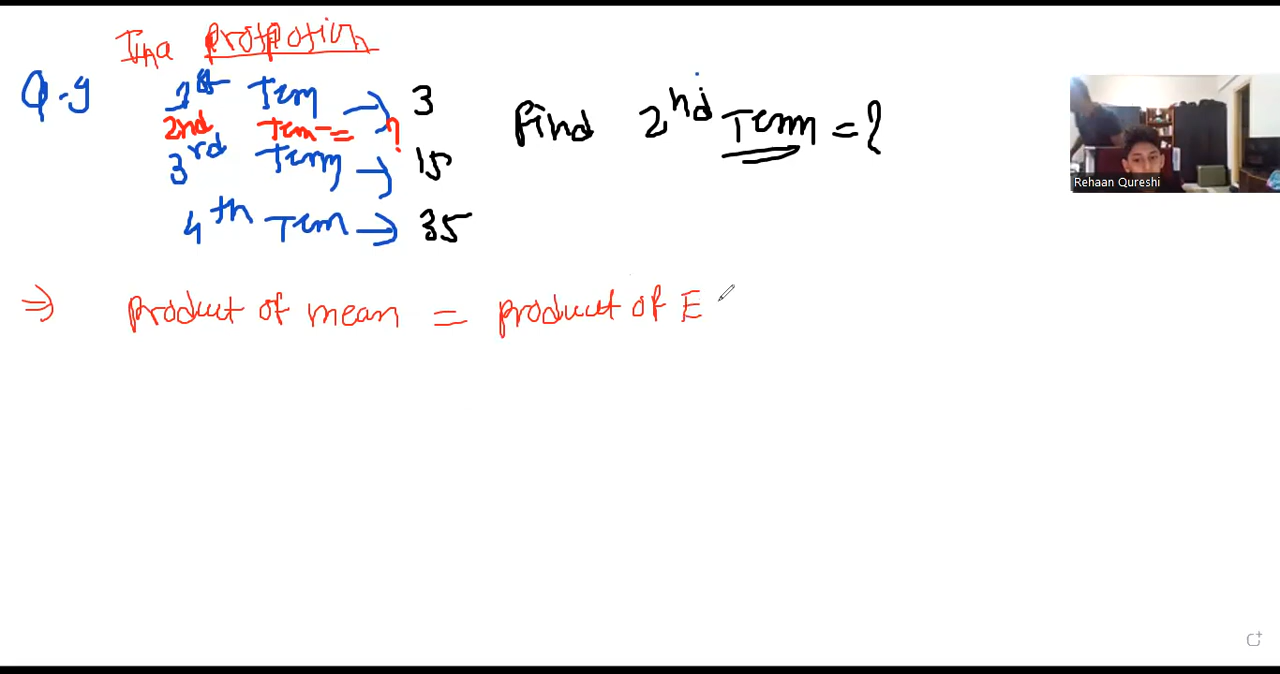 In a proportion
Q.9 1st Term → 3 Find 2nd Term = ?
2nd Term = ?
3rd Term → 15
4th Term → 35
⇒ product of mean = product of E
Rehaan Qureshi